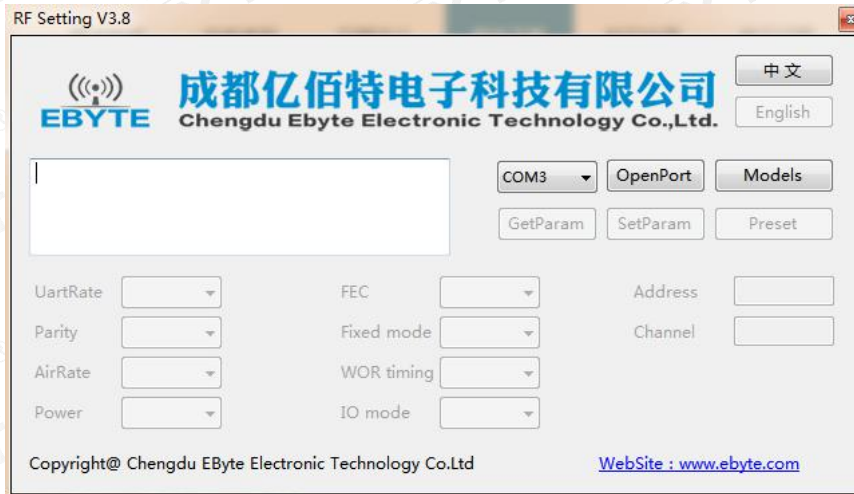 RF Setting V3.8
中文
EBYTE
成都亿佰特电子科技有限公司
Chengdu Ebyte Electronic Technology Co.,Ltd.
English
COM3 OpenPort Models
GetParam SetParam Preset
UartRate FEC Address
Parity Fixed mode Channel
AirRate WOR timing
Power IO mode
Copyright@ Chengdu EByte Electronic Technology Co.Ltd WebSite : www.ebyte.com